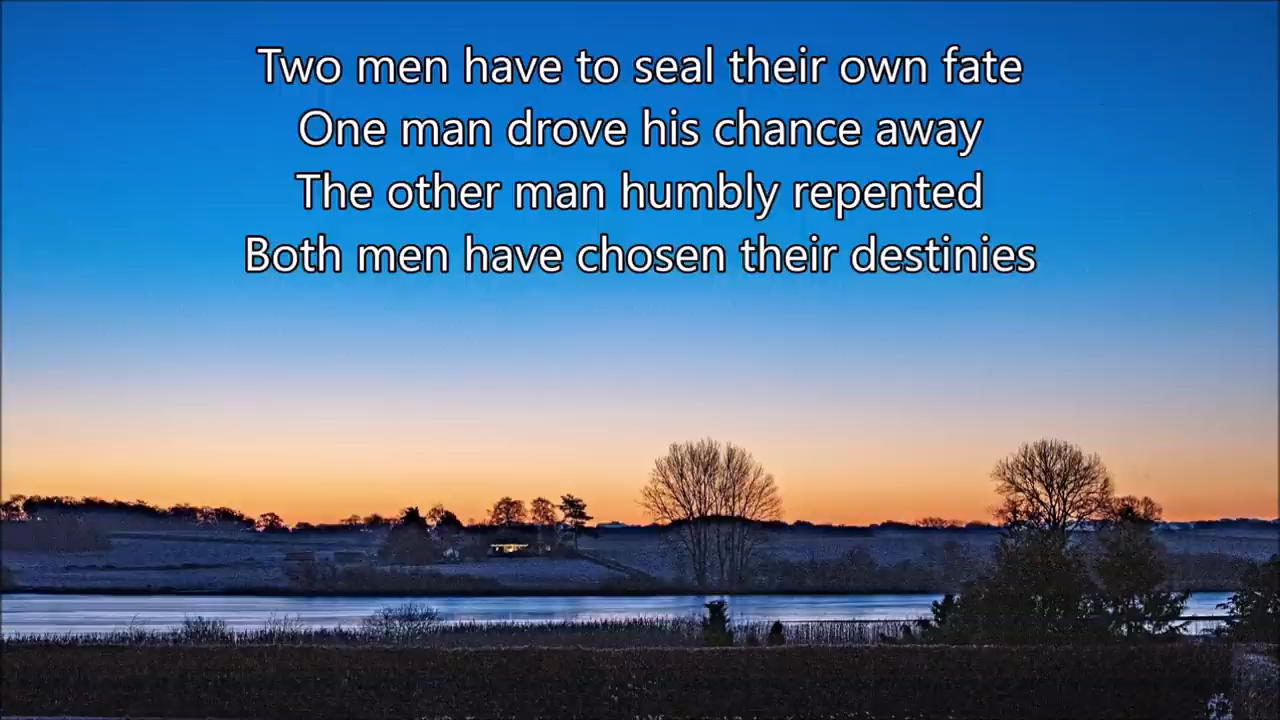 Two men have to seal their own fate
One man drove his chance away
The other man humbly repented
Both men have chosen their destinies